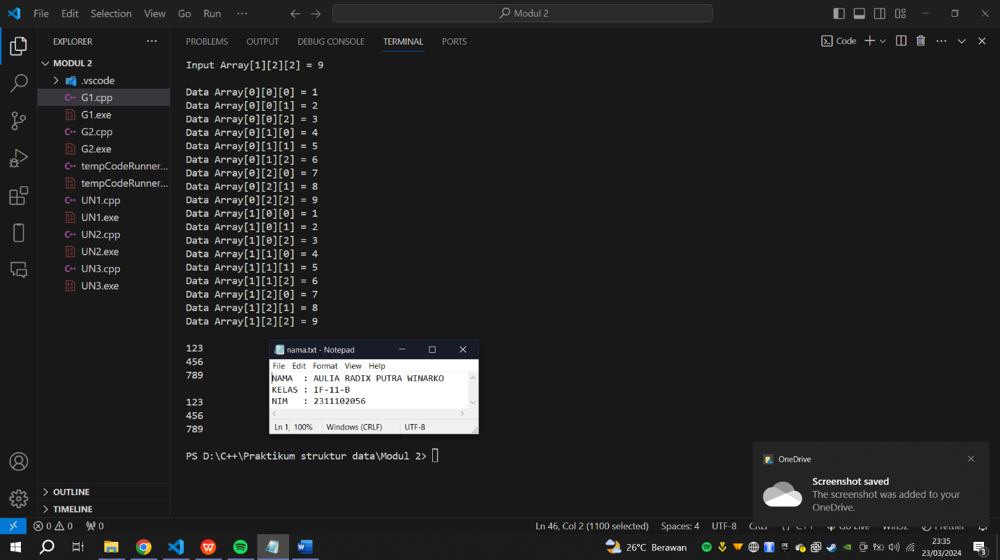 File Edit Selection View Go Run ··· Modul 2
EXPLORER ···
MODUL 2
.vscode
G1.cpp
G1.exe
G2.cpp
G2.exe
tempCodeRunner...
tempCodeRunner...
UN1.cpp
UN1.exe
UN2.cpp
UN2.exe
UN3.cpp
UN3.exe
OUTLINE
TIMELINE
PROBLEMS OUTPUT DEBUG CONSOLE TERMINAL PORTS Code
Input Array[1][2][2] = 9
Data Array[0][0][0] = 1
Data Array[0][0][1] = 2
Data Array[0][0][2] = 3
Data Array[0][1][0] = 4
Data Array[0][1][1] = 5
Data Array[0][1][2] = 6
Data Array[0][2][0] = 7
Data Array[0][2][1] = 8
Data Array[0][2][2] = 9
Data Array[1][0][0] = 1
Data Array[1][0][1] = 2
Data Array[1][0][2] = 3
Data Array[1][1][0] = 4
Data Array[1][1][1] = 5
Data Array[1][1][2] = 6
Data Array[1][2][0] = 7
Data Array[1][2][1] = 8
Data Array[1][2][2] = 9
123
456
789
123
456
789
PS D:\C++\Praktikum struktur data\Modul 2>
nama.txt - Notepad
File Edit Format View Help
NAMA : AULIA RADIX PUTRA WINARKO
KELAS : IF-11-B
NIM : 2311102056
Ln 1, 100% Windows (CRLF) UTF-8
OneDrive
Screenshot saved
The screenshot was added to your
OneDrive.
0 0 0 Ln 46, Col 2 (1100 selected) Spaces: 4 UTF-8
26°C Berawan
23:35
23/03/2024
3